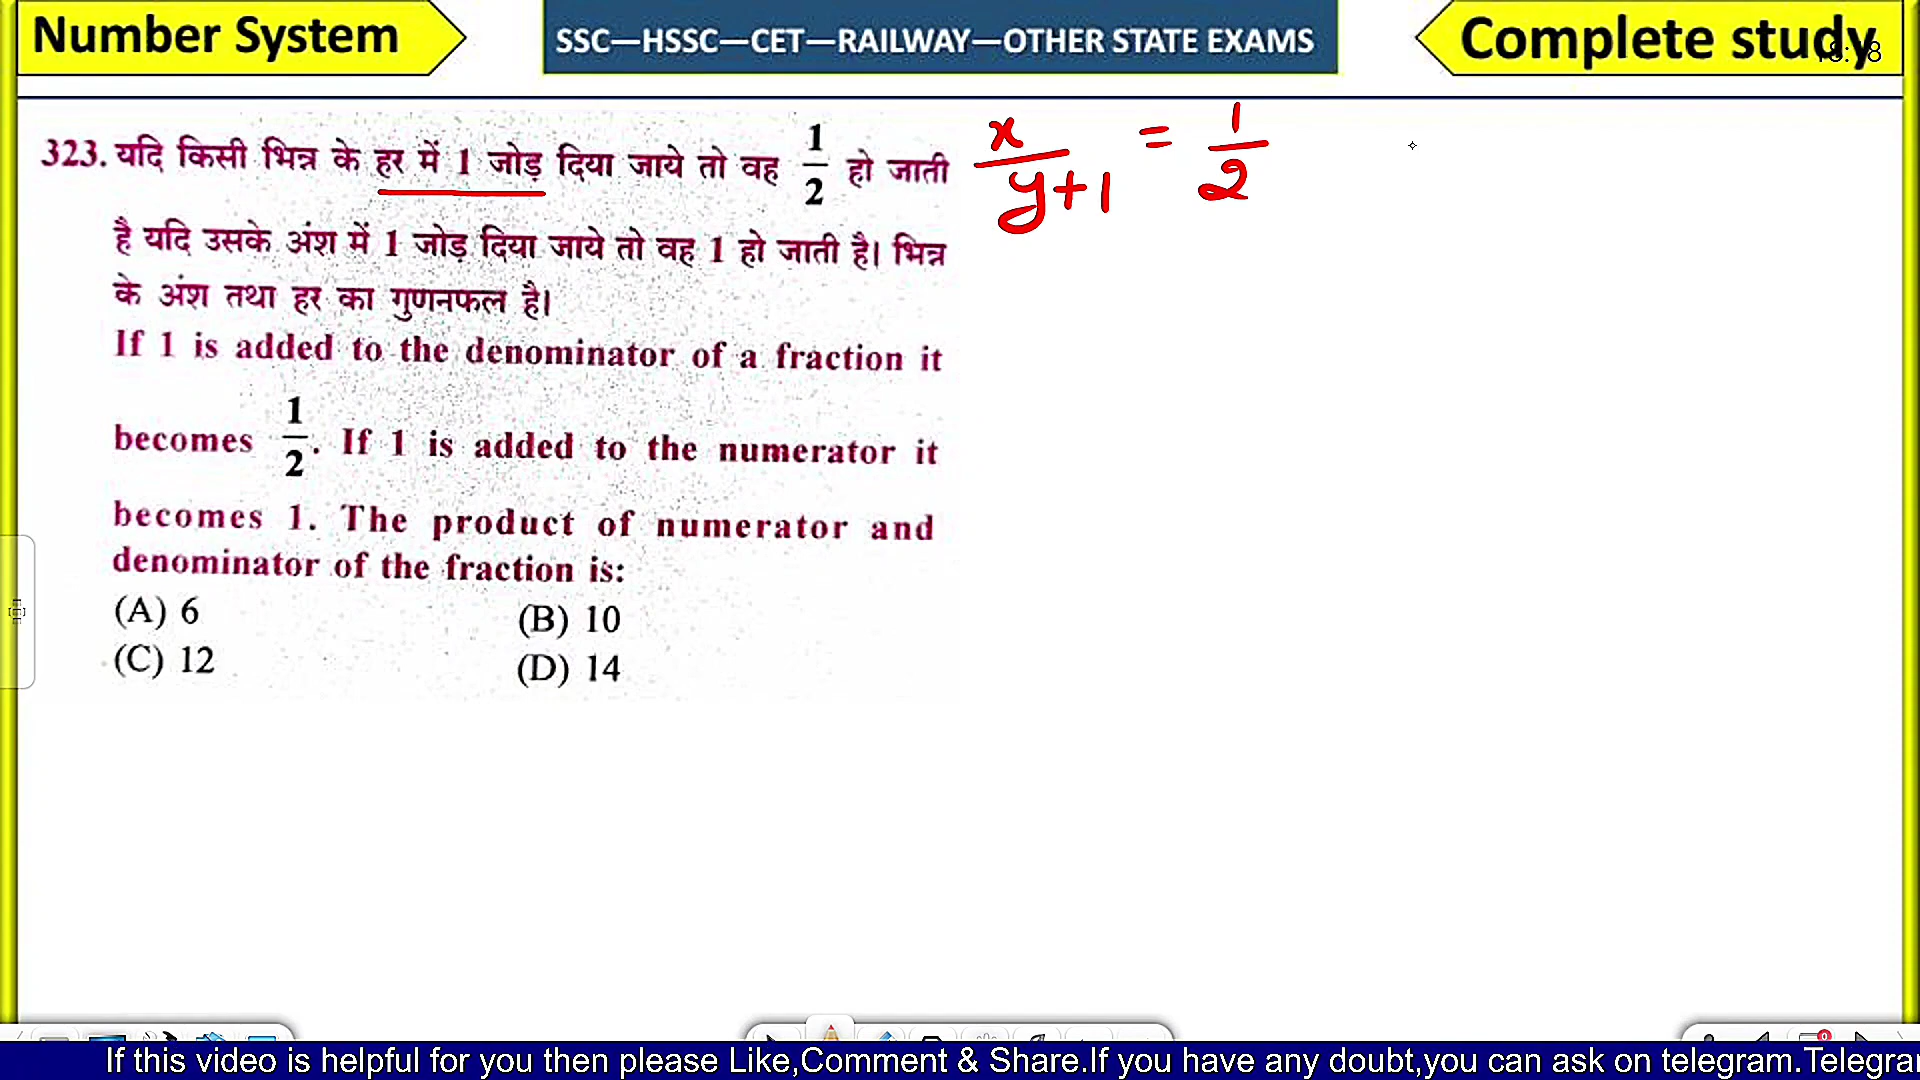 Number System
SSC—HSSC—CET—RAILWAY—OTHER STATE EXAMS
Complete study
323. यदि किसी भिन्न के हर में 1 जोड़ दिया जाये तो वह 1/2 हो जाती
है यदि उसके अंश में 1 जोड़ दिया जाये तो वह 1 हो जाती है। भिन्न
के अंश तथा हर का गुणनफल है।
If 1 is added to the denominator of a fraction it
becomes 1/2. If 1 is added to the numerator it
becomes 1. The product of numerator and
denominator of the fraction is:
(A) 6 (B) 10
(C) 12 (D) 14
x/y+1 = 1/2
If this video is helpful for you then please Like,Comment & Share.If you have any doubt,you can ask on telegram.Telegra